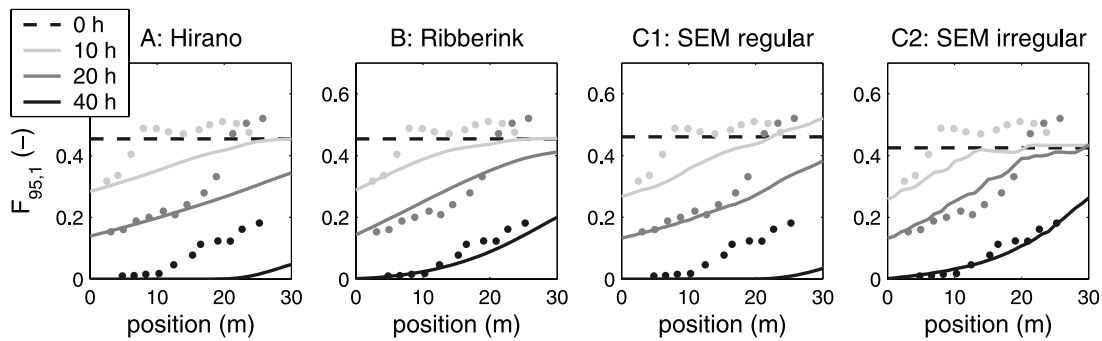 0 h
10 h
20 h
40 h
A: Hirano
B: Ribberink
C1: SEM regular
C2: SEM irregular
F95,1 (–)
0.4
0.2
0
0 10 20 30
position (m)
0.6
0.4
0.2
0
0 10 20 30
position (m)
0.6
0.4
0.2
0
0 10 20 30
position (m)
0.6
0.4
0.2
0
0 10 20 30
position (m)